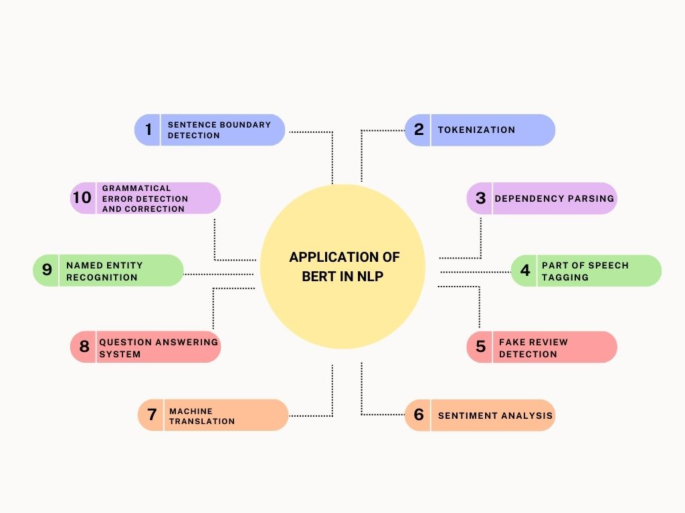 1 SENTENCE BOUNDARY
DETECTION
2 TOKENIZATION
10 GRAMMATICAL
ERROR DETECTION
AND CORRECTION
3 DEPENDENCY PARSING
APPLICATION OF
BERT IN NLP
9 NAMED ENTITY
RECOGNITION
4 PART OF SPEECH
TAGGING
8 QUESTION ANSWERING
SYSTEM
5 FAKE REVIEW
DETECTION
7 MACHINE
TRANSLATION
6 SENTIMENT ANALYSIS